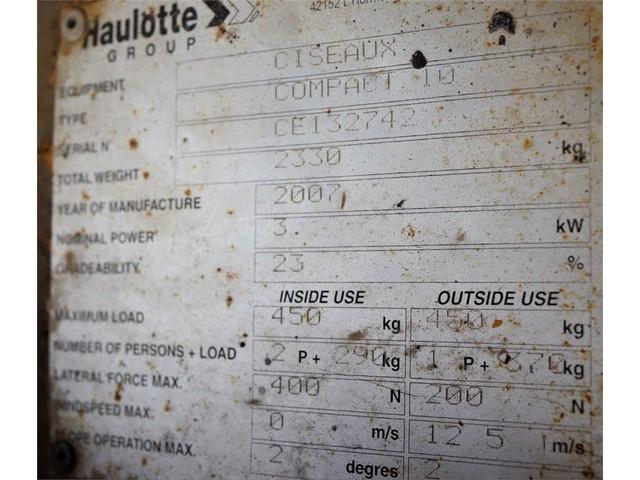 Haulotte
GROUP
EQUIPMENT CISEAUX
TYPE COMPACT 10
SERIAL N CE132742
TOTAL WEIGHT 2330 kg
YEAR OF MANUFACTURE 2007
NOMINAL POWER 3. kW
GRADEABILITY 23 %
INSIDE USE OUTSIDE USE
MAXIMUM LOAD 450 kg 450 kg
NUMBER OF PERSONS + LOAD 2 P + 290 kg 1 P + 370 kg
LATERAL FORCE MAX. 400 N 200 N
WINDSPEED MAX. 0 m/s 12 5 m/s
SLOPE OPERATION MAX. 2 degres 2